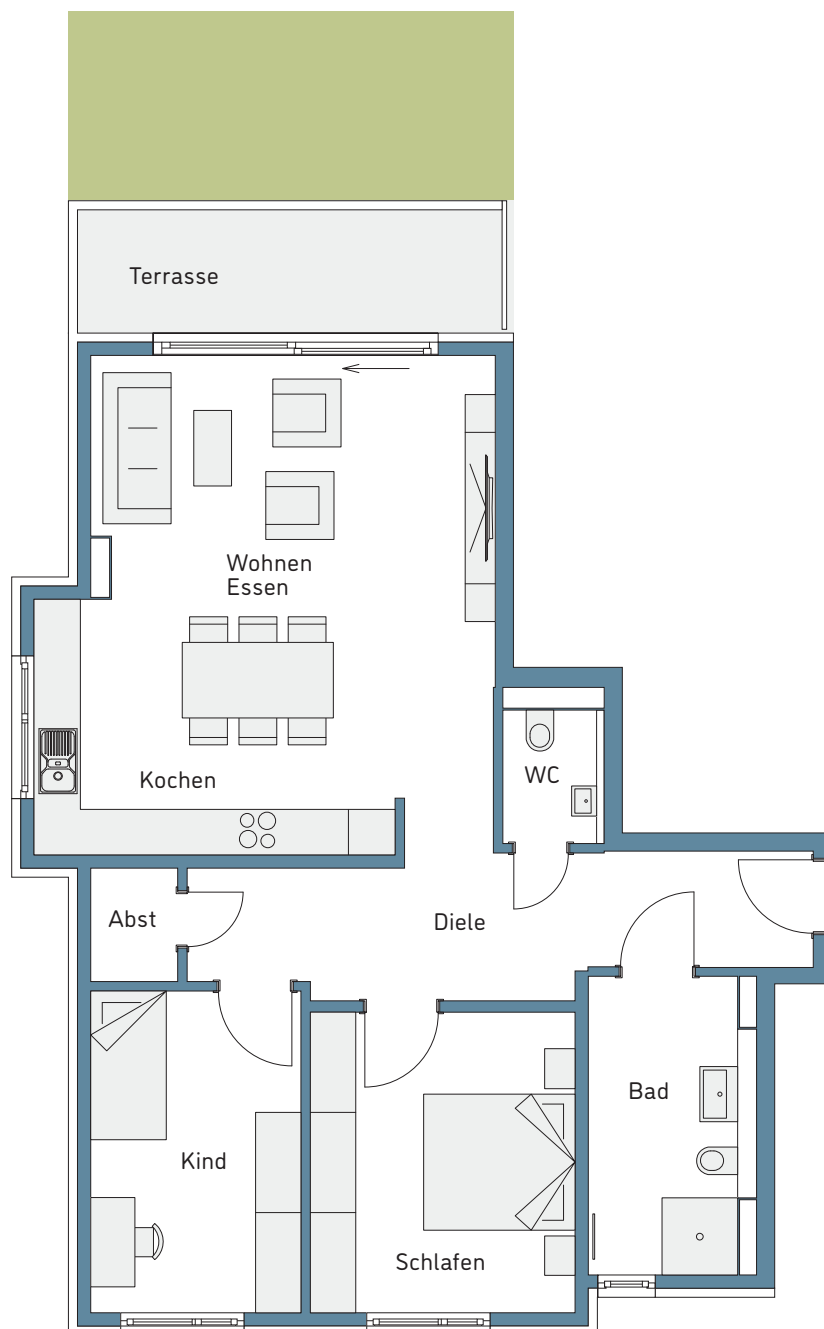 Terrasse
Wohnen
Essen
Kochen
WC
Abst
Diele
Bad
Kind
Schlafen